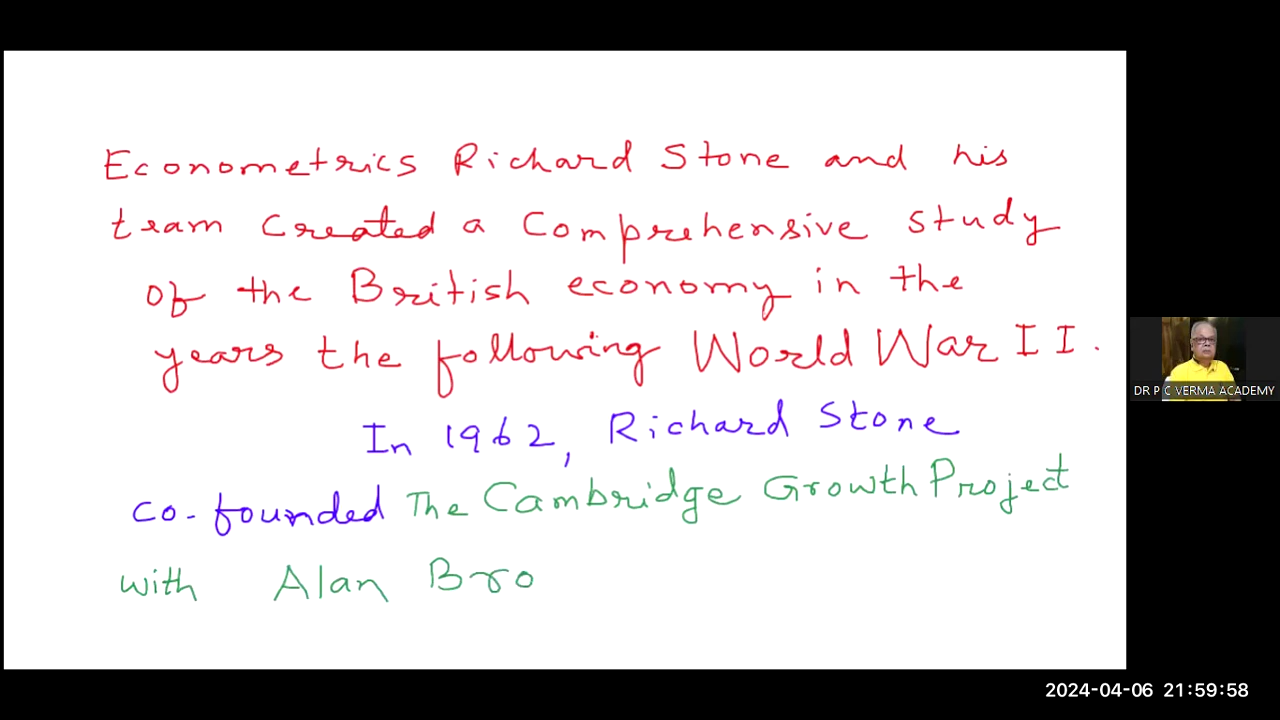 Econometrics Richard Stone and his
team created a Comprehensive study
of the British economy in the
years the following World War II.
In 1962, Richard Stone
co-founded The Cambridge Growth Project
with Alan Bro
DR P C VERMA ACADEMY
2024-04-06 21:59:58